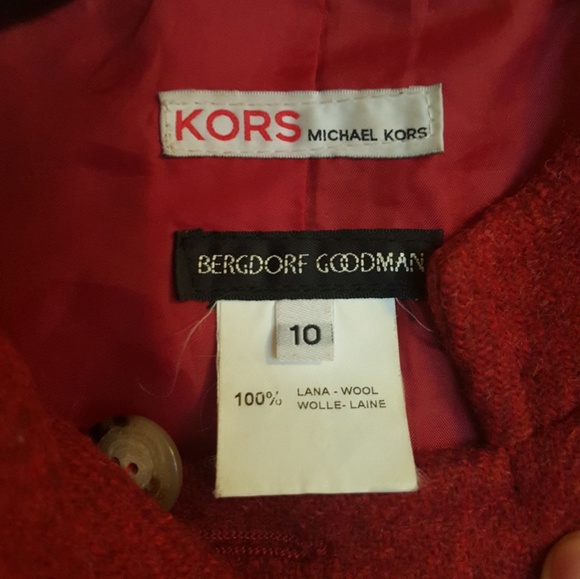 KORS MICHAEL KORS
BERGDORF GOODMAN
10
100% LANA - WOOL
WOLLE - LAINE